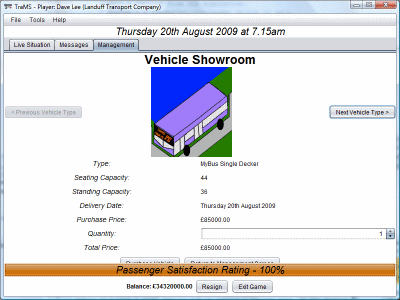 TraMS - Player: Dave Lee (Landuff Transport Company)
File Tools Help
Thursday 20th August 2009 at 7.15am
Live Situation Messages Management
Vehicle Showroom
< Previous Vehicle Type Next Vehicle Type >
Type: MyBus Single Decker
Seating Capacity: 44
Standing Capacity: 36
Delivery Date: Thursday 20th August 2009
Purchase Price: £85000.00
Quantity: 1
Total Price: £85000.00
Purchase Vehicle Return to Management Screen
Passenger Satisfaction Rating - 100%
Balance: £34320000.00 Resign Exit Game